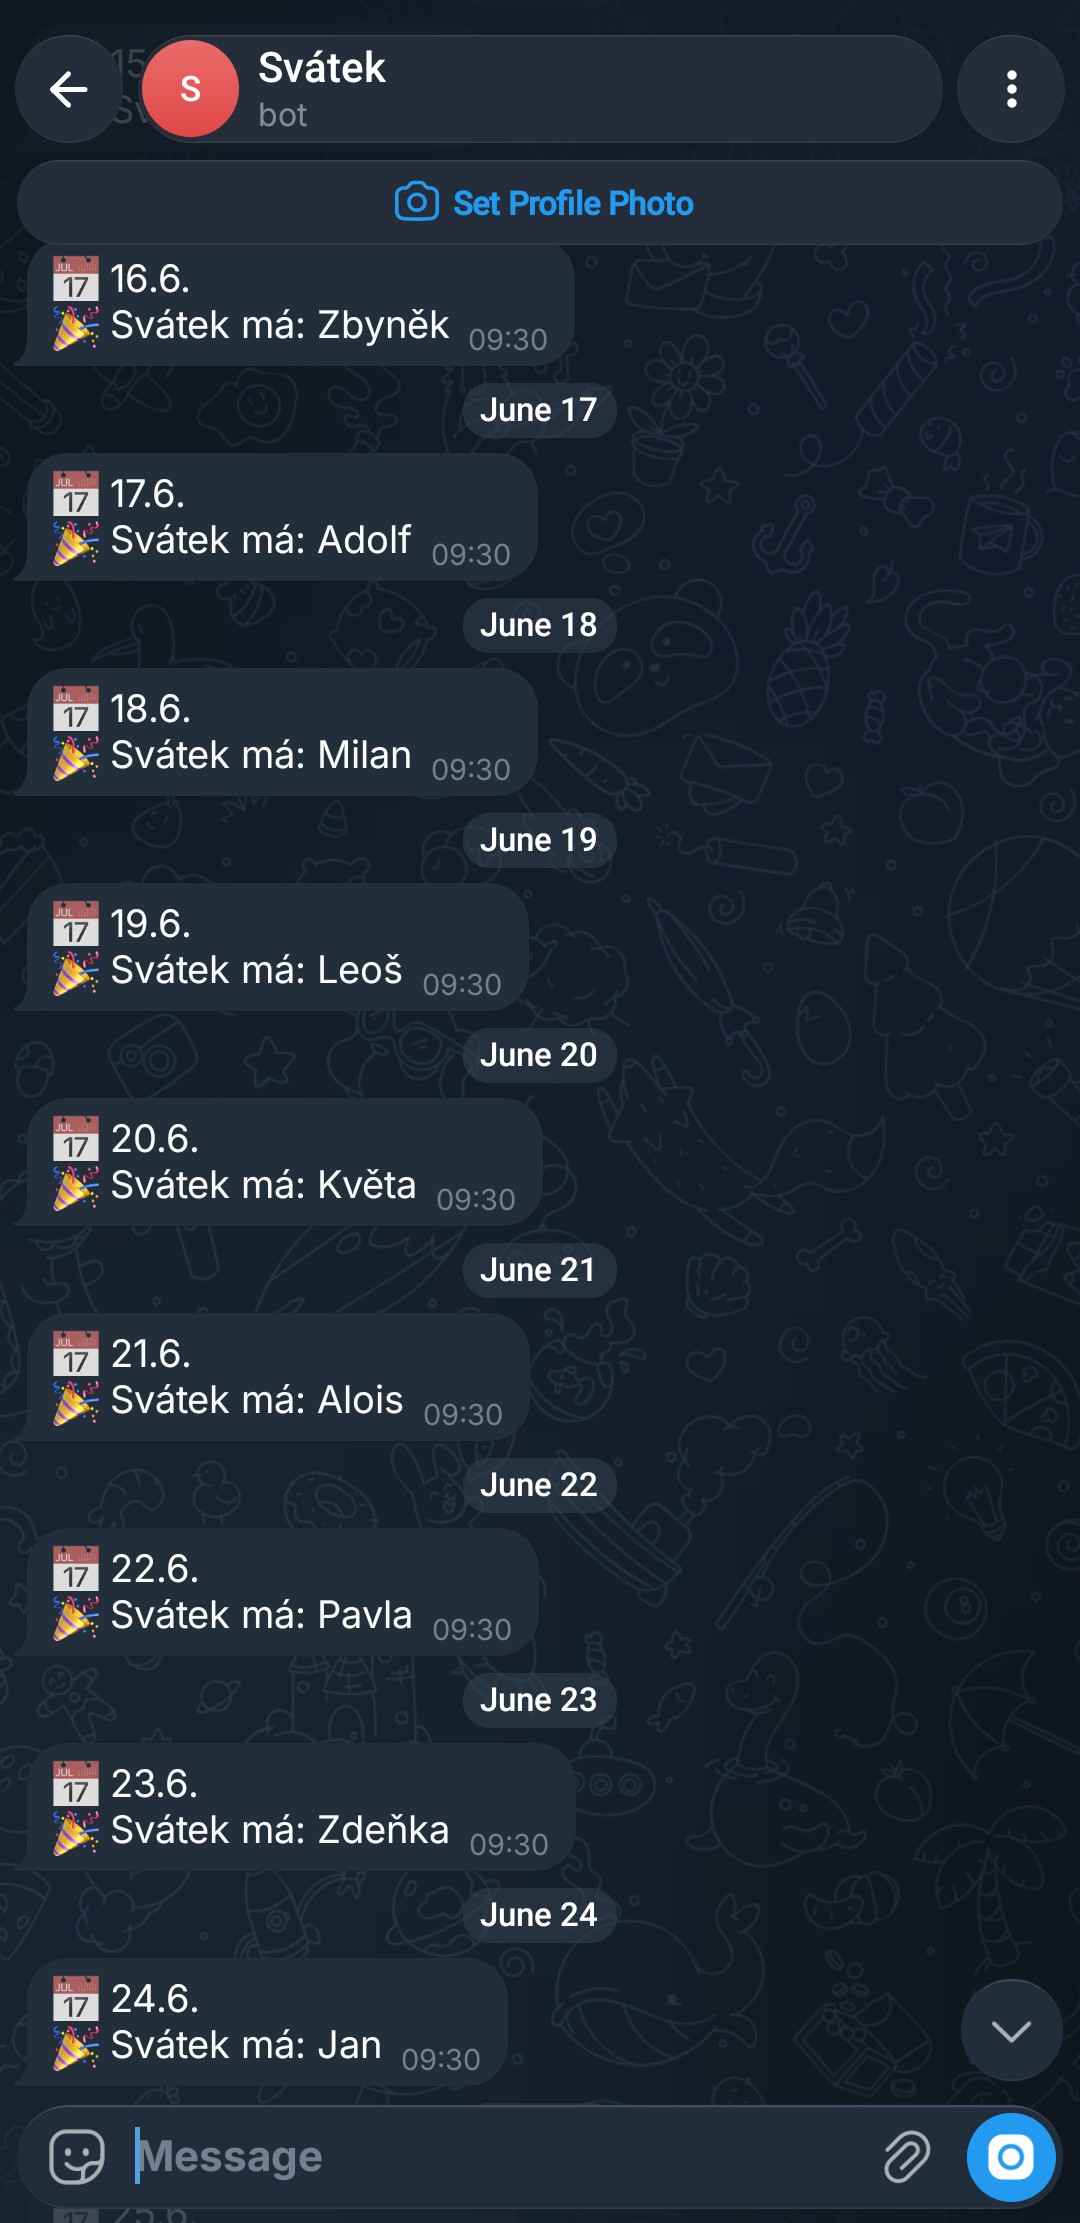 Svátek
bot
Set Profile Photo
16.6.
Svátek má: Zbyněk 09:30
June 17
17.6.
Svátek má: Adolf 09:30
June 18
18.6.
Svátek má: Milan 09:30
June 19
19.6.
Svátek má: Leoš 09:30
June 20
20.6.
Svátek má: Květa 09:30
June 21
21.6.
Svátek má: Alois 09:30
June 22
22.6.
Svátek má: Pavla 09:30
June 23
23.6.
Svátek má: Zdeňka 09:30
June 24
24.6.
Svátek má: Jan 09:30
Message
25.6.